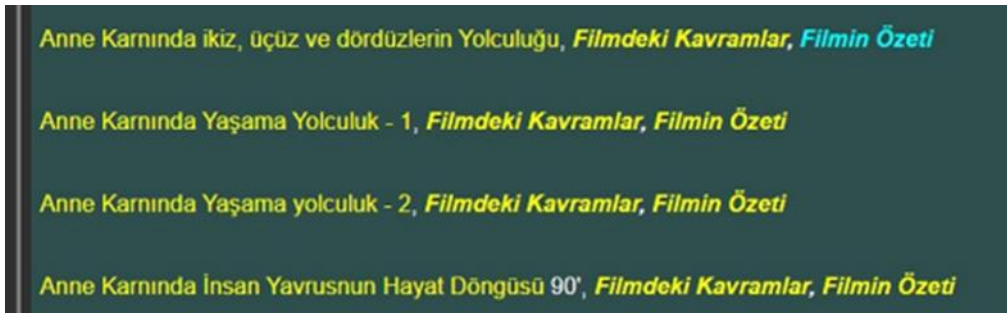 Anne Karnında ikiz, üçüz ve dördüzlerin Yolculuğu, Filmdeki Kavramlar, Filmin Özeti
Anne Karnında Yaşama Yolculuk - 1, Filmdeki Kavramlar, Filmin Özeti
Anne Karnında Yaşama yolculuk - 2, Filmdeki Kavramlar, Filmin Özeti
Anne Karnında İnsan Yavrusnun Hayat Döngüsü 90', Filmdeki Kavramlar, Filmin Özeti